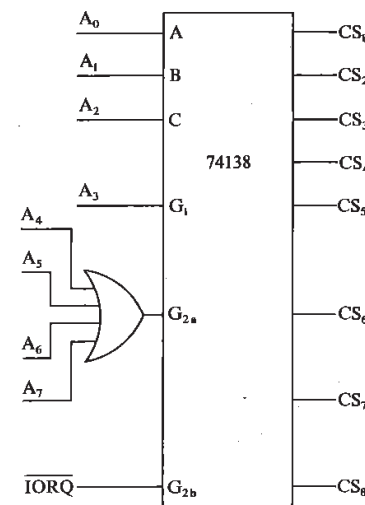 A₀ A CS₁
A₁ B CS₂
A₂ C CS₃
74138 CS₄
A₃ G₁ CS₅
A₄
A₅
G₂ₐ CS₆
A₆
A₇ CS₇
I̅O̅R̅Q̅ G₂b CS₈